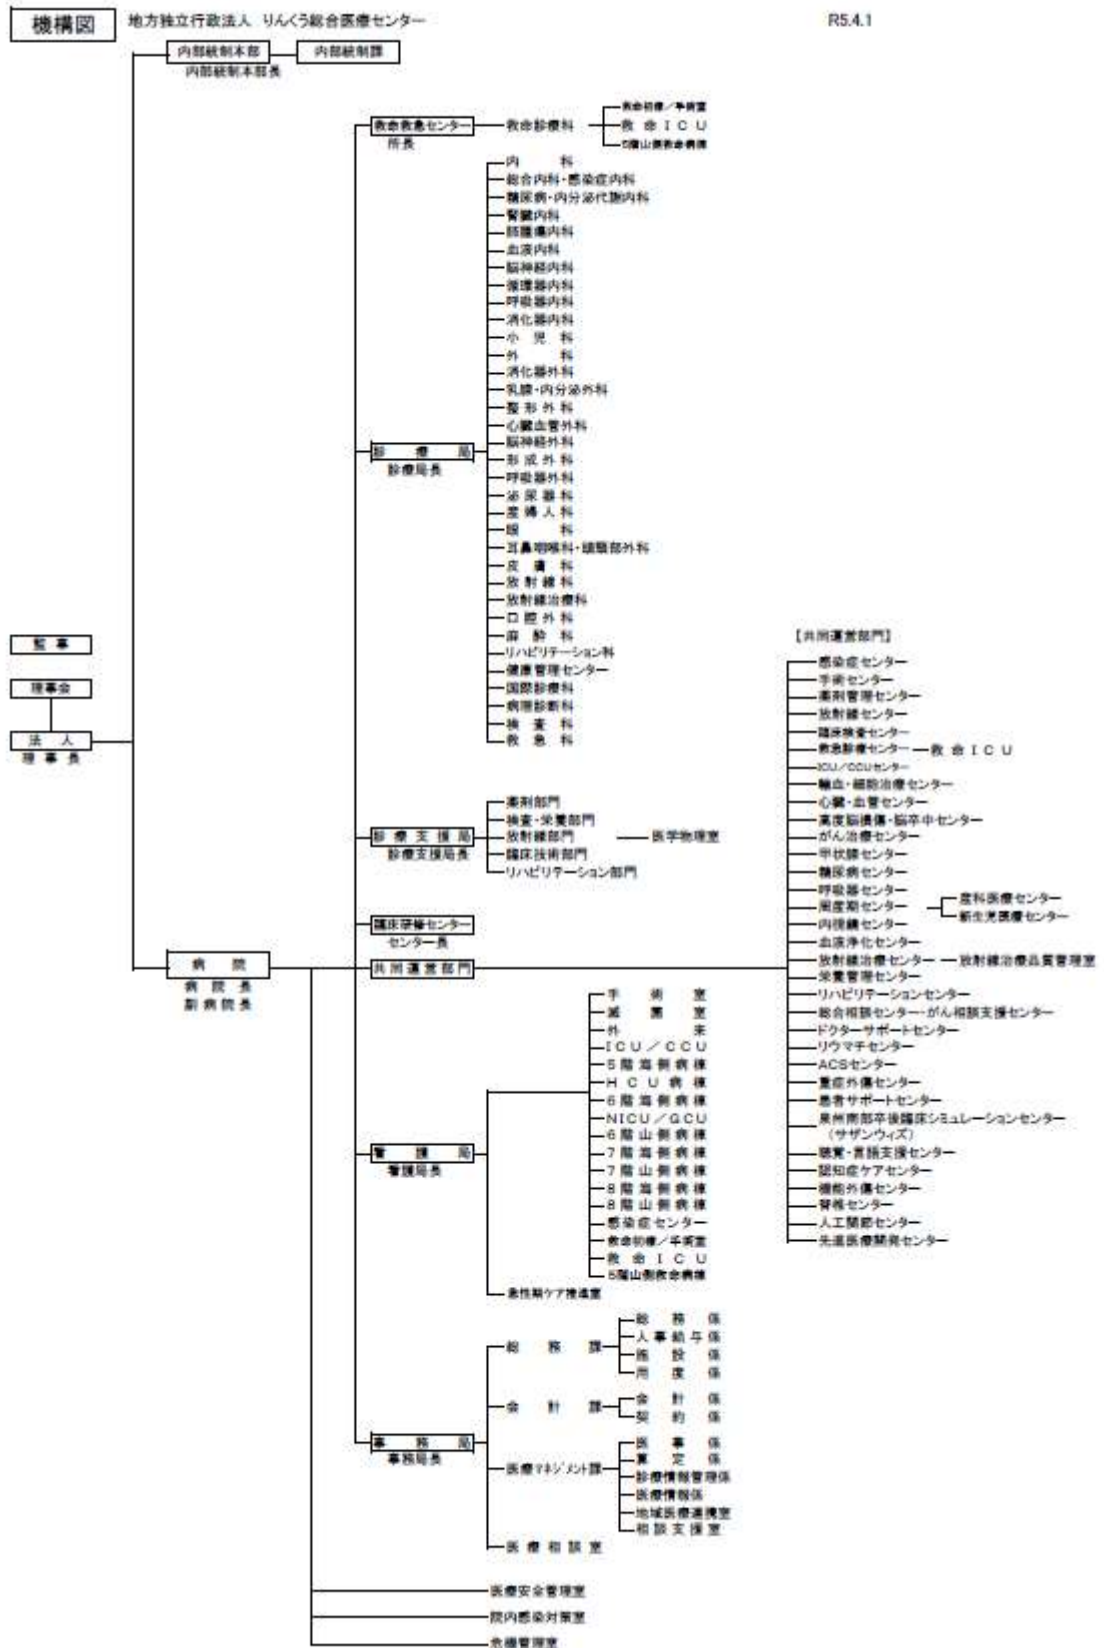 機構図
地方独立行政法人 りんくう総合医療センター
R5.4.1
内部統制本部
内部統制課
内部統制本部長
救命救急センター
所長
救命診療科
救命初療/手術室
救命ICU
5階山側救命病棟
内科
総合内科・感染症内科
糖尿病・内分泌代謝内科
腎臓内科
肺腫瘍内科
血液内科
脳神経内科
循環器内科
呼吸器内科
消化器内科
小児科
外科
消化器外科
乳腺・内分泌外科
整形外科
心臓血管外科
脳神経外科
形成外科
呼吸器外科
泌尿器科
産婦人科
眼科
耳鼻咽喉科・頭頸部外科
皮膚科
放射線科
放射線治療科
口腔外科
麻酔科
リハビリテーション科
健康管理センター
国際診療科
病理診断科
検査科
救急科
診療局
診療局長
監事
理事会
法人
理事長
診療支援局
診療支援局長
薬剤部門
検査・栄養部門
放射線部門
医学物理室
臨床技術部門
リハビリテーション部門
臨床研修センター
センター長
病院
病院長
副病院長
共同運営部門
【共同運営部門】
感染症センター
手術センター
薬剤管理センター
放射線センター
臨床検査センター
救急診療センター
救命ICU
ICU/CCUセンター
輸血・細胞治療センター
心臓・血管センター
高度脳損傷・脳卒中センター
がん治療センター
甲状腺センター
糖尿病センター
呼吸器センター
周産期センター
産科医療センター
新生児医療センター
内視鏡センター
血液浄化センター
放射線治療センター
放射線治療品質管理室
栄養管理センター
リハビリテーションセンター
総合相談センター・がん相談支援センター
ドクターサポートセンター
リウマチセンター
ACSセンター
重症外傷センター
患者サポートセンター
泉州南部卒後臨床シミュレーションセンター
(サザンウィズ)
聴覚・言語支援センター
認知症ケアセンター
機能外傷センター
脊椎センター
人工関節センター
先進医療開発センター
看護局
看護局長
手術室
滅菌室
外来
ICU/CCU
5階海側病棟
HCU病棟
6階海側病棟
NICU/GCU
6階山側病棟
7階海側病棟
7階山側病棟
8階海側病棟
8階山側病棟
感染症センター
救命初療/手術室
救命ICU
5階山側救命病棟
急性期ケア推進室
事務局
事務局長
総務課
総務係
人事給与係
施設係
用度係
会計課
会計係
契約係
医療マネジメント課
医事係
算定係
診療情報管理係
医療情報係
地域医療連携室
相談支援室
医療相談室
医療安全管理室
院内感染対策室
危機管理室